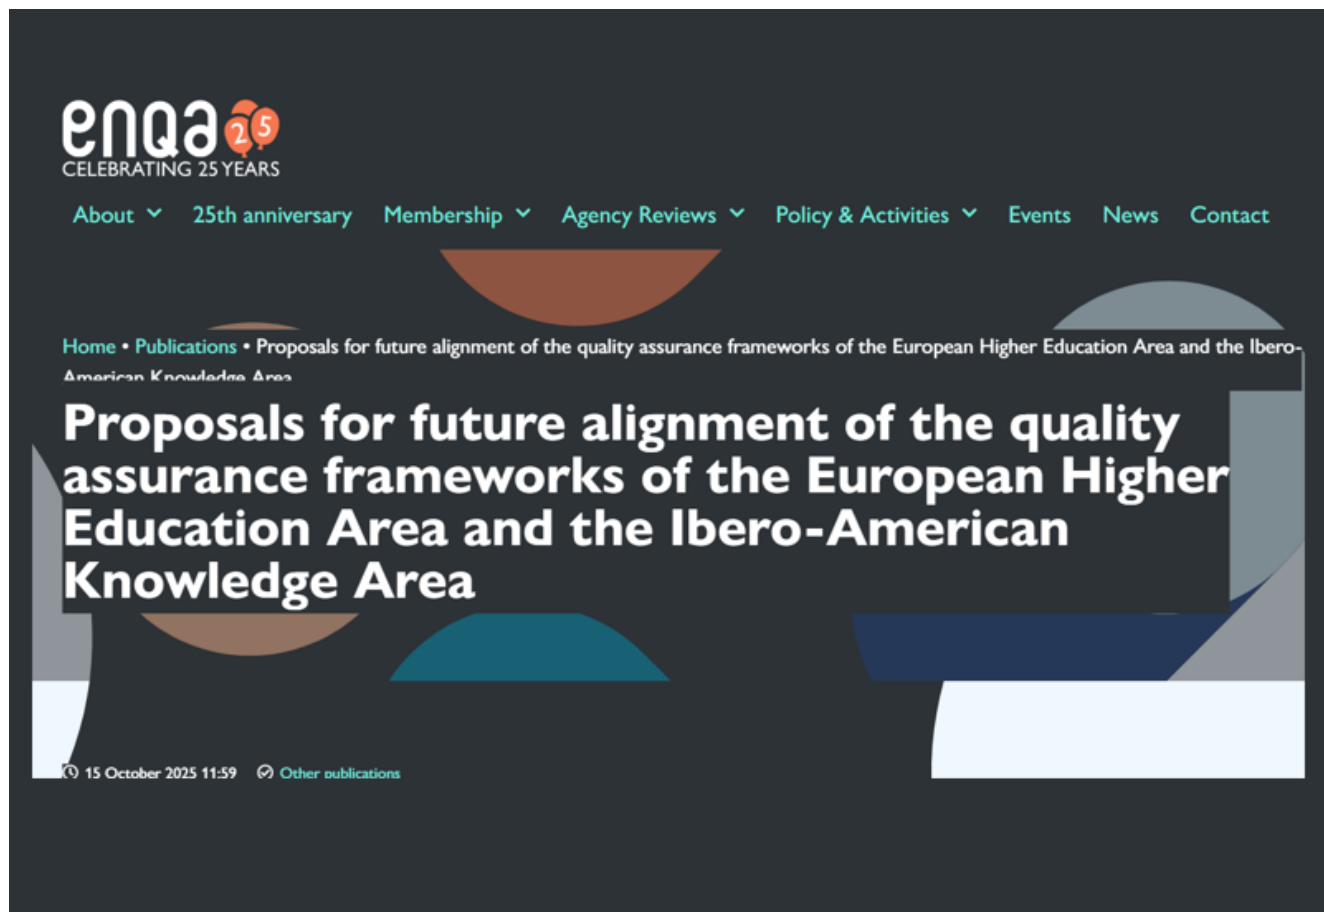 enqa 25
CELEBRATING 25 YEARS
About 25th anniversary Membership Agency Reviews Policy & Activities Events News Contact
Home • Publications • Proposals for future alignment of the quality assurance frameworks of the European Higher Education Area and the Ibero-
American Knowledge Area
Proposals for future alignment of the quality
assurance frameworks of the European Higher
Education Area and the Ibero-American
Knowledge Area
15 October 2025 11:59 Other publications